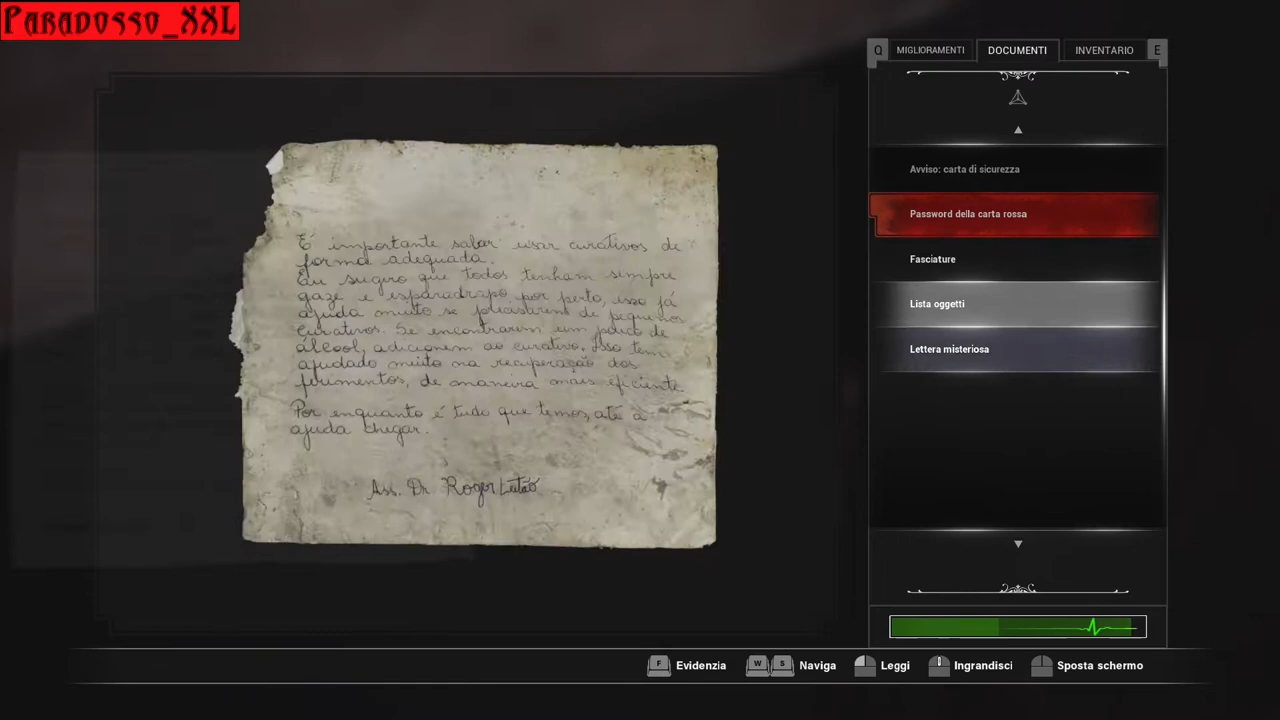 Paradosso_XXL
Q MIGLIORAMENTI DOCUMENTI INVENTARIO E
Avviso: carta di sicurezza
Password della carta rossa
Fasciature
Lista oggetti
Lettera misteriosa
É importante saber usar curativos de
forma adequada.
Eu sugiro que todos tenham sempre
gaze e esparadrapo por perto, isso já
ajuda muito se precisarem de pequenos
curativos. Se encontrarem um pouco de
álcool, adicionem ao curativo. Isso tem
ajudado muito na recuperação dos
ferimentos, de maneira mais eficiente
Por enquanto é tudo que temos, até a
ajuda chegar.
Ass. Dr. Roger Leitão
F Evidenzia W S Naviga Leggi Ingrandisci Sposta schermo